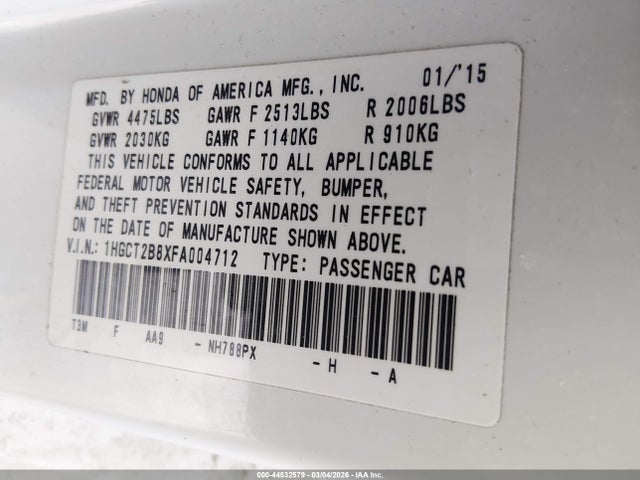 MFD. BY HONDA OF AMERICA MFG., INC. 01/'15
GVWR 4475LBS GAWR F 2513LBS R 2006LBS
GVWR 2030KG GAWR F 1140KG R 910KG
THIS VEHICLE CONFORMS TO ALL APPLICABLE
FEDERAL MOTOR VEHICLE SAFETY, BUMPER,
AND THEFT PREVENTION STANDARDS IN EFFECT
ON THE DATE OF MANUFACTURE SHOWN ABOVE.
V.I.N.: 1HGCT2B8XFA004712 TYPE: PASSENGER CAR
T3M F AA9 - NH788PX - H - A
000-44532579 - 03/04/2026 - IAA Inc.